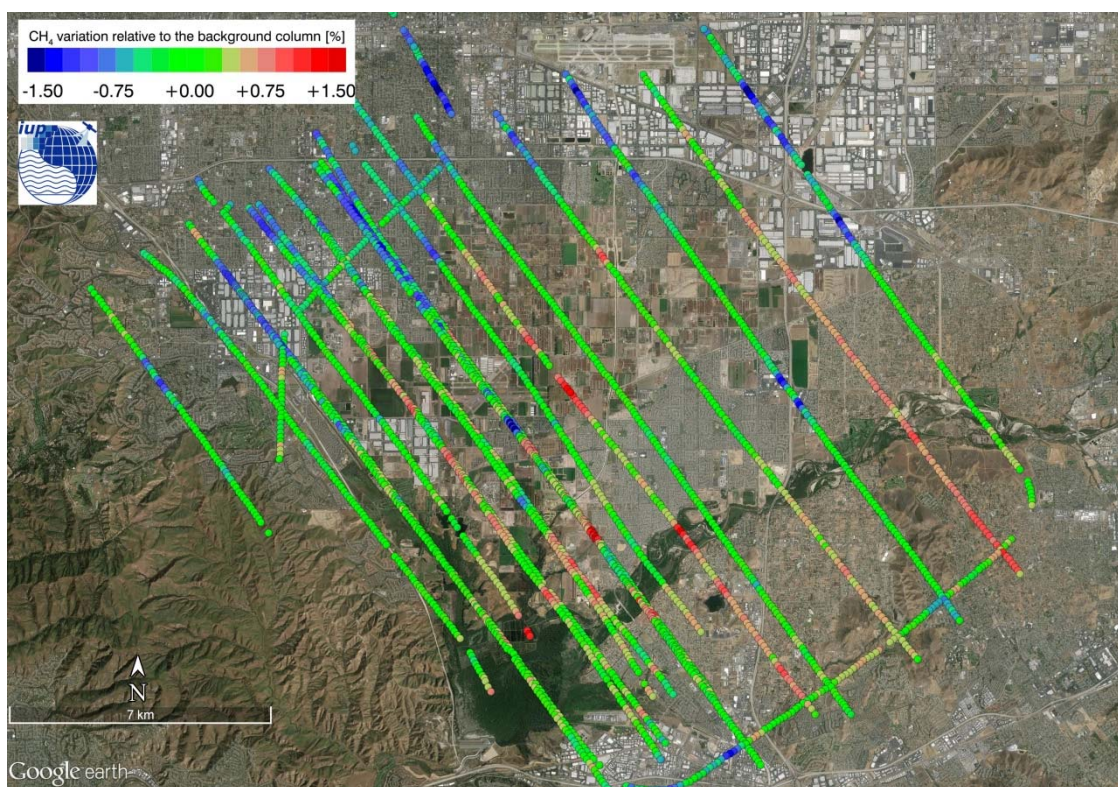 CH₄ variation relative to the background column [%]
-1.50 -0.75 +0.00 +0.75 +1.50
iup
N
7 km
Google earth